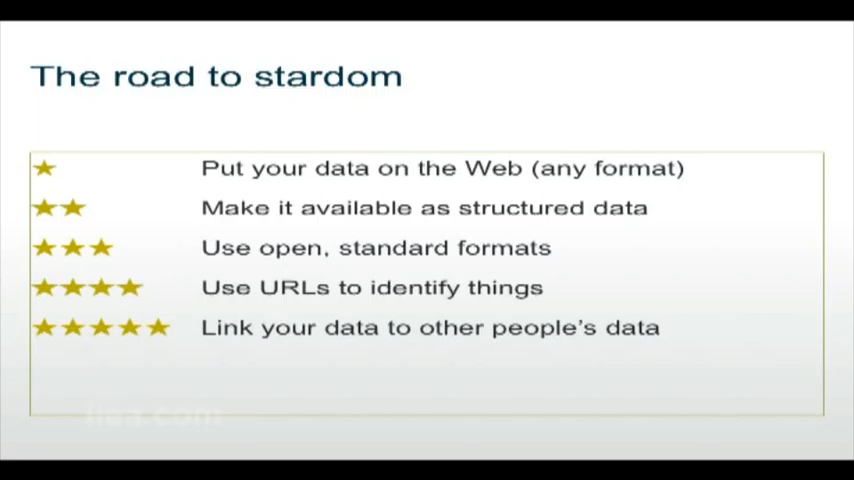 The road to stardom
★ Put your data on the Web (any format)
★★ Make it available as structured data
★★★ Use open, standard formats
★★★★ Use URLs to identify things
★★★★★ Link your data to other people's data